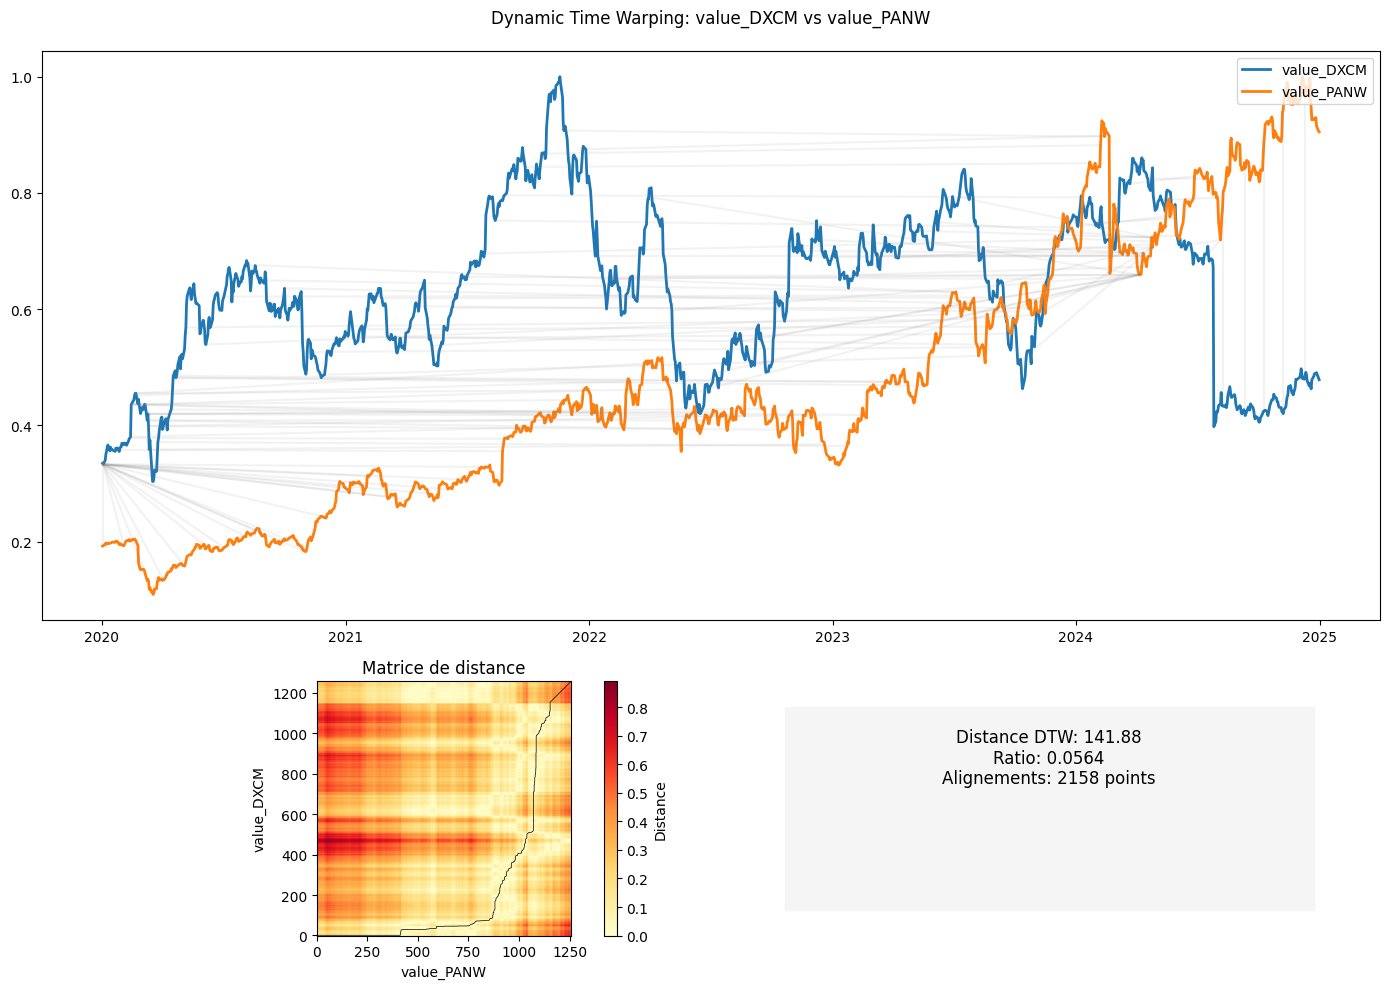 Dynamic Time Warping: value_DXCM vs value_PANW
1.0
0.8
0.6
0.4
0.2
value_DXCM
value_PANW
2020 2021 2022 2023 2024 2025
Matrice de distance
value_DXCM
1200
1000
800
600
400
200
0
0 250 500 750 1000 1250
value_PANW
0.8
0.7
0.6
0.5
0.4
0.3
0.2
0.1
0.0
Distance
Distance DTW: 141.88
Ratio: 0.0564
Alignements: 2158 points